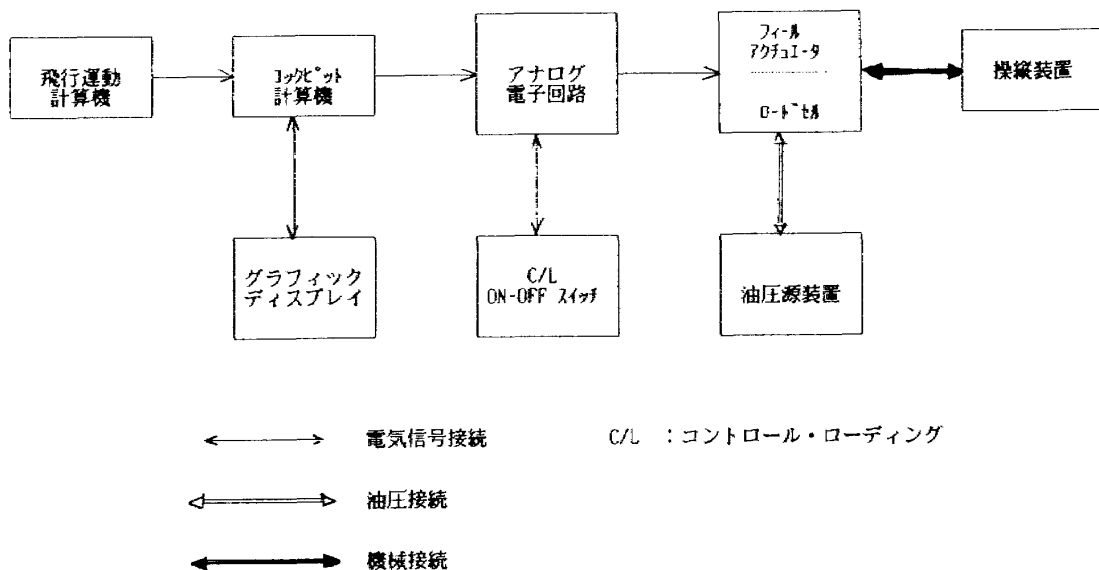 飛行運動
計算機
コックピット
計算機
アナログ
電子回路
フィール
アクチュエータ
ロードセル
操縦装置
グラフィック
ディスプレイ
C/L
ON-OFF スイッチ
油圧源装置
電気信号接続
C/L :コントロール・ローディング
油圧接続
機械接続